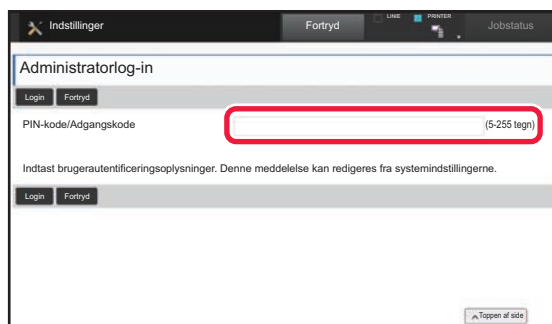 Indstillinger
Fortryd
LINIE
PRINTER
Jobstatus
Administratorlog-in
Login Fortryd
PIN-kode/Adgangskode (5-255 tegn)
Indtast brugerautentificeringsoplysninger. Denne meddelelse kan redigeres fra systemindstillingerne.
Login Fortryd
Toppen af side